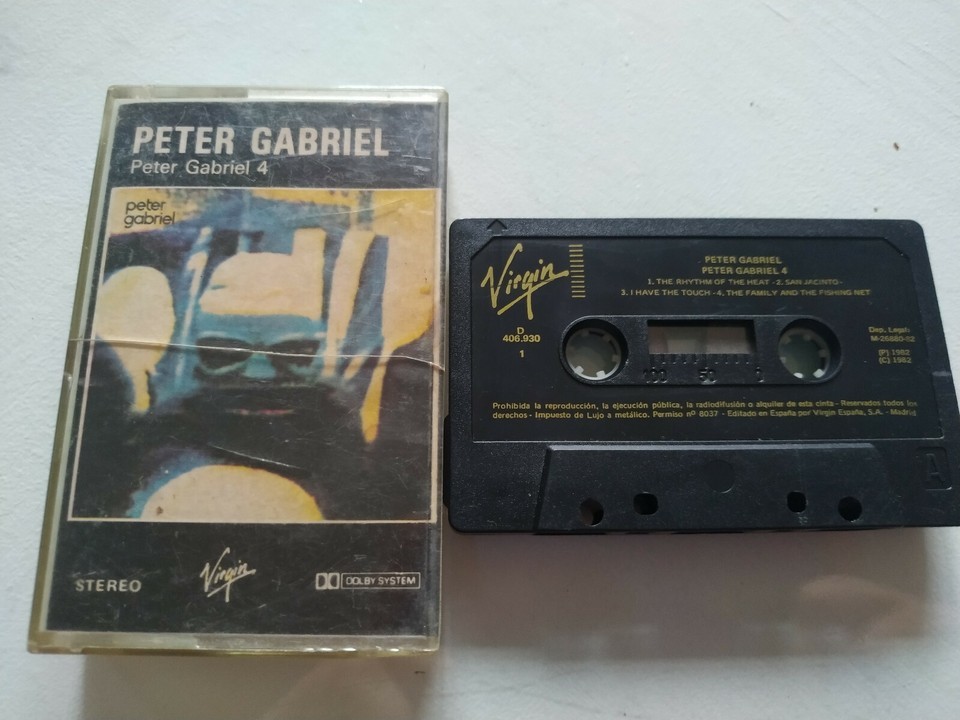 PETER GABRIEL
Peter Gabriel 4
peter
gabriel
STEREO
Virgin
DOLBY SYSTEM
Virgin
PETER GABRIEL
PETER GABRIEL 4
1. THE RHYTHM OF THE HEAT - 2. SAN JACINTO -
3. I HAVE THE TOUCH - 4. THE FAMILY AND THE FISHING NET
D
406.930
1
Dep. Legal:
(P) 1982
(C) 1982
100 50 0
Prohibida la reproducción, la ejecución pública, la radiodifusión o alquiler de esta cinta - Reservados todos los
derechos - Impuesto de Lujo a metálico. Permiso nº 8037 - Editado en España por Virgin España, S.A. - Madrid
A